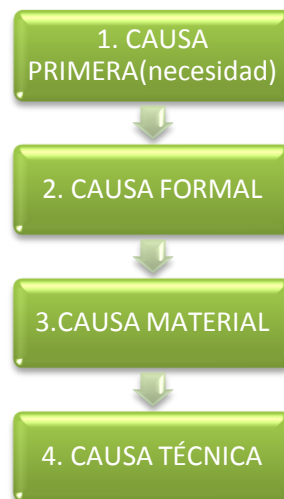 1. CAUSA
PRIMERA(necesidad)
2. CAUSA FORMAL
3.CAUSA MATERIAL
4. CAUSA TÉCNICA